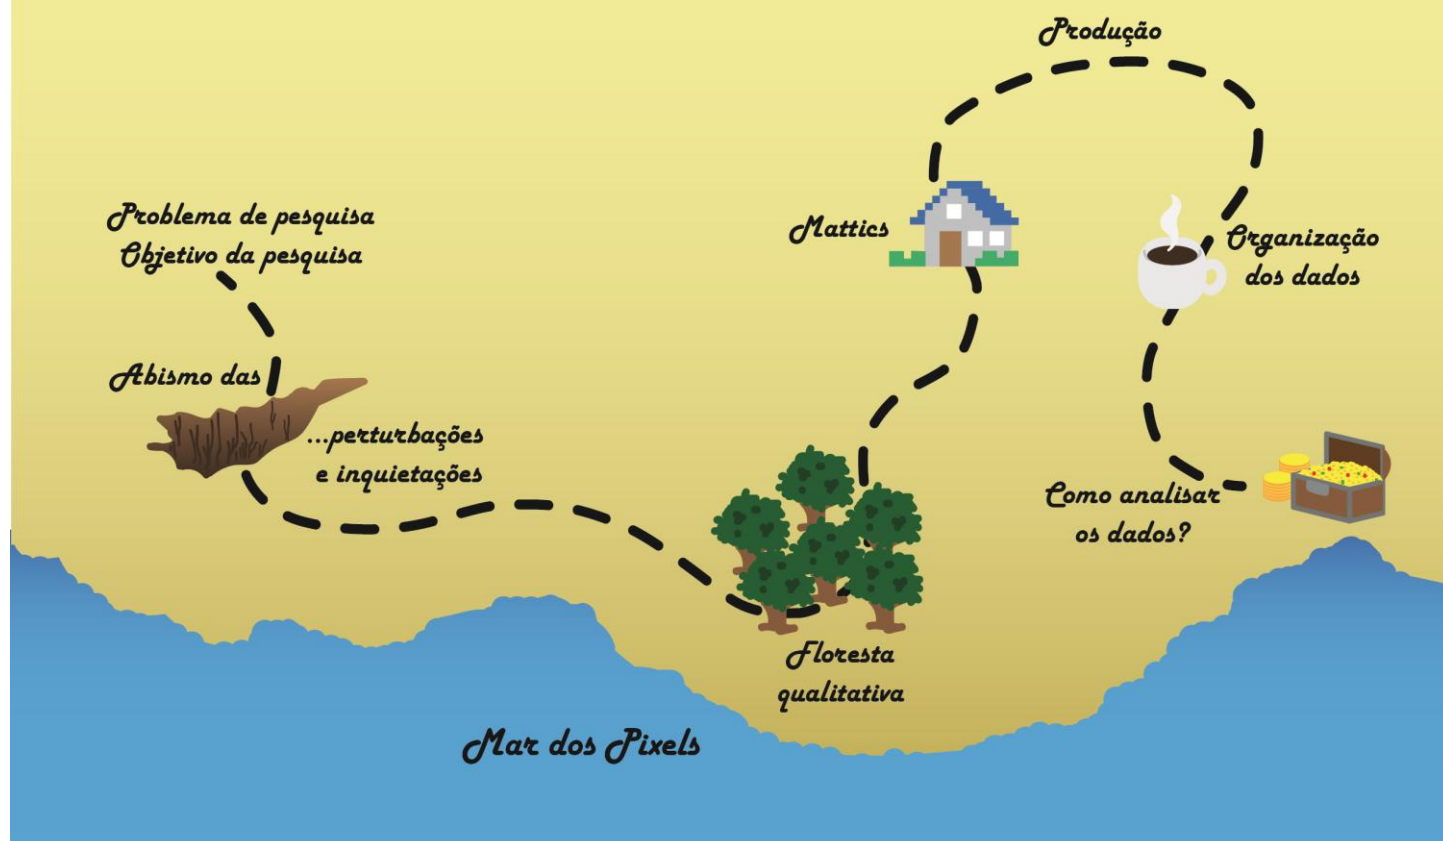 Problema de pesquisa
Objetivo da pesquisa
Abismo das
...perturbações
e inquietações
Floresta
qualitativa
Mattics
Produção
Organização
dos dados
Como analisar
os dados?
Mar dos Pixels